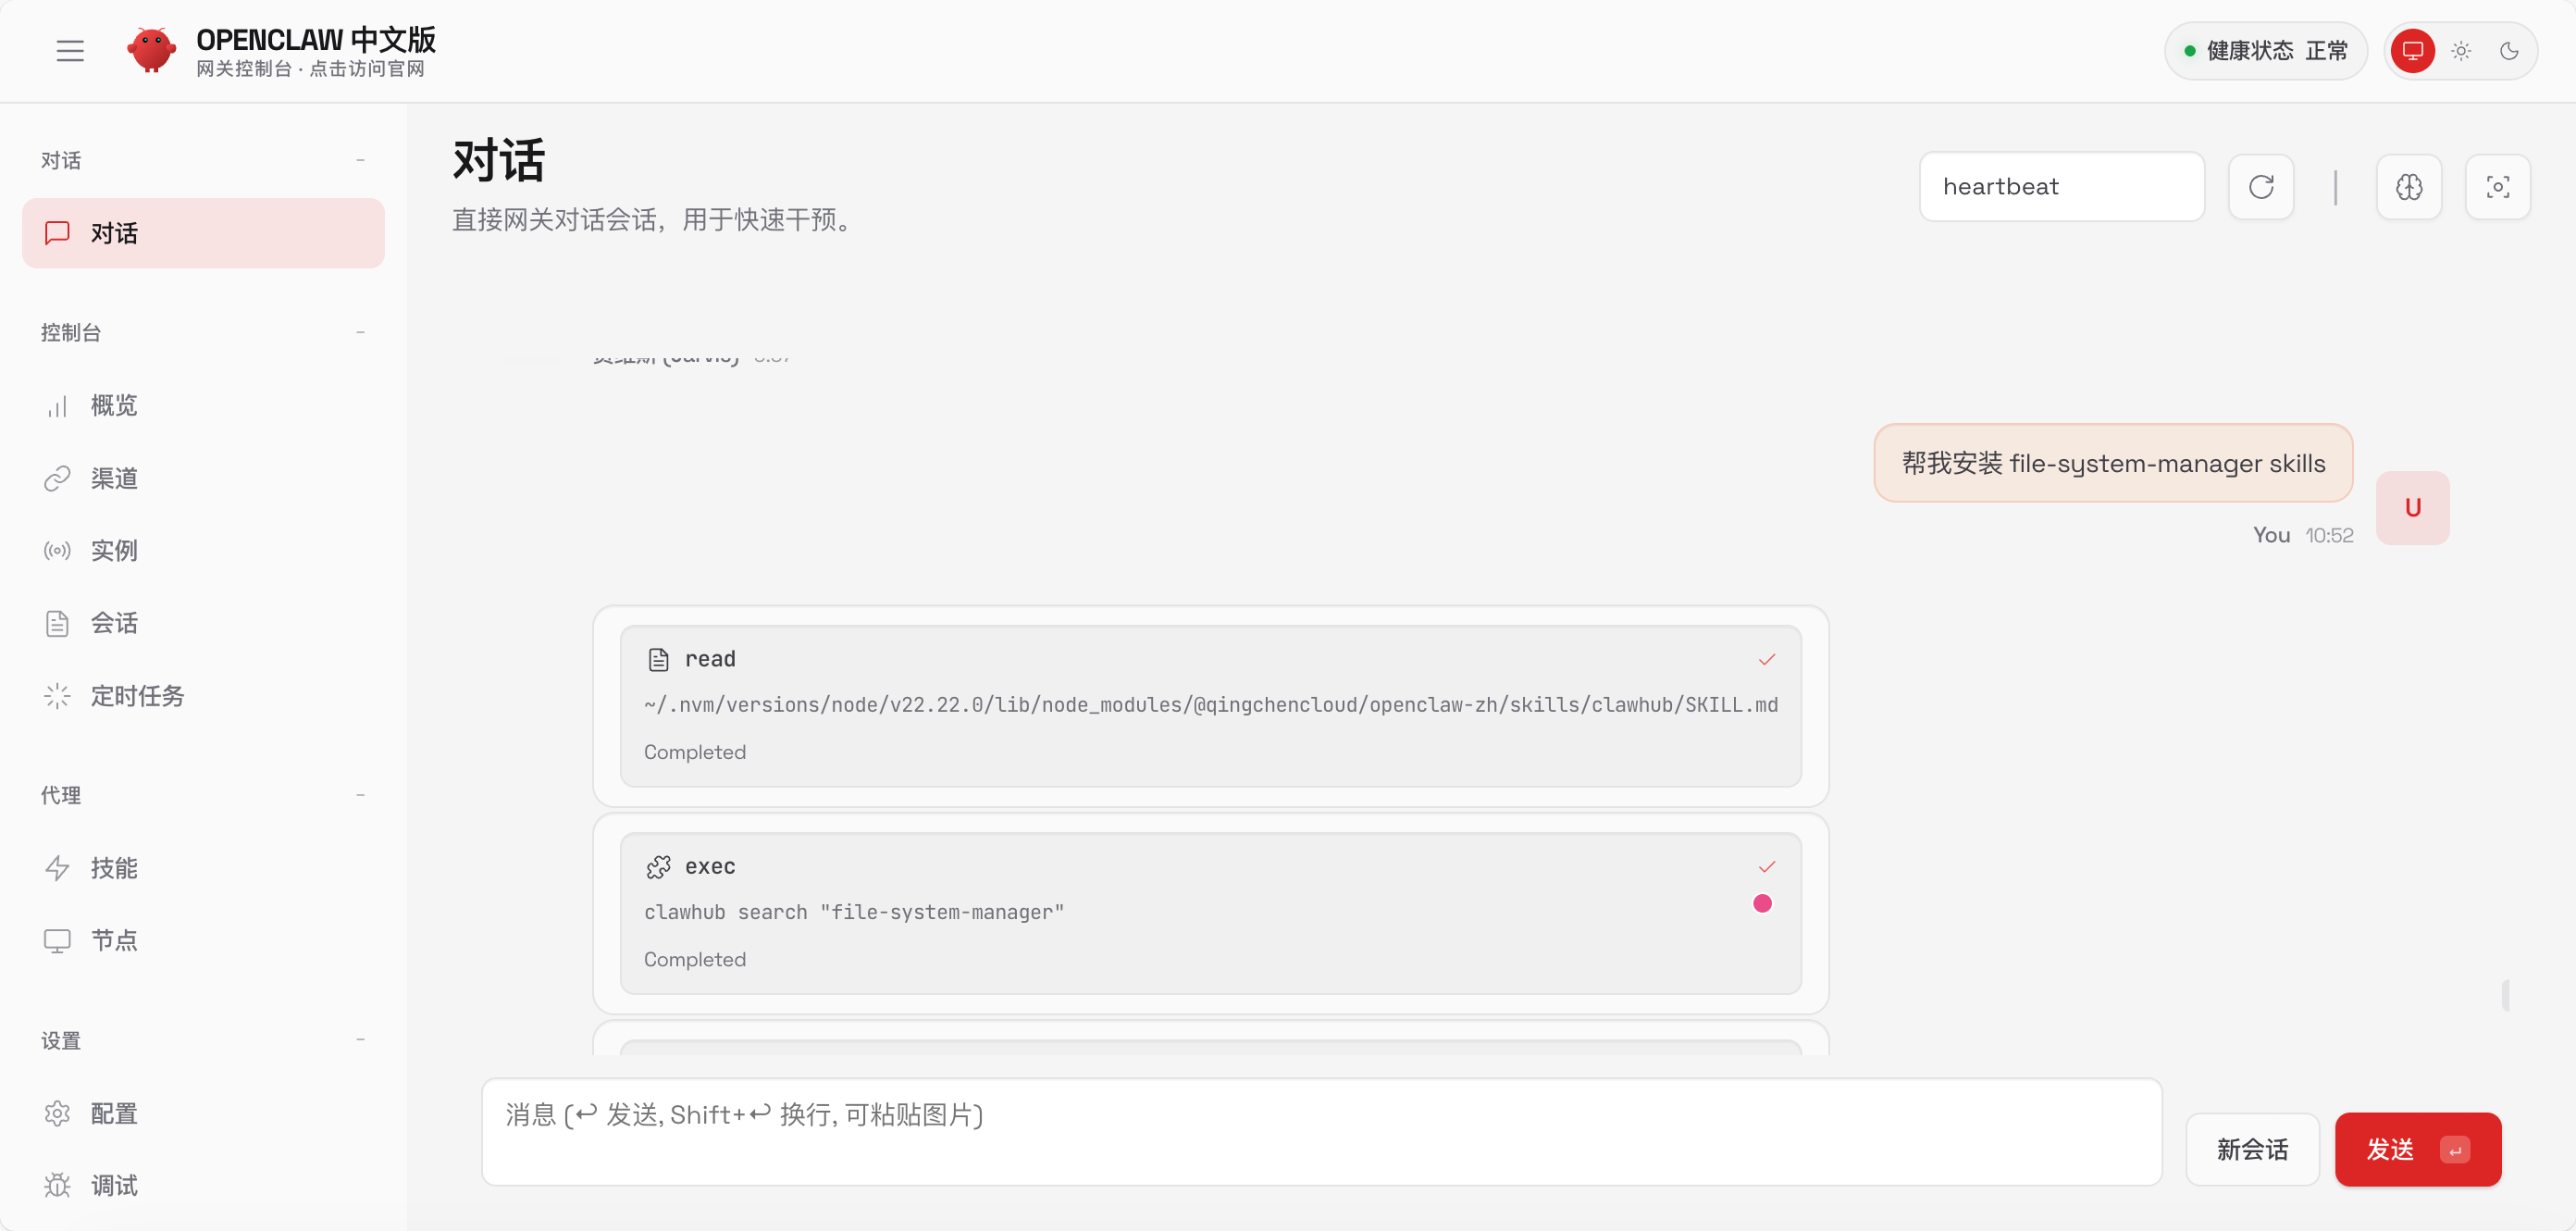 OPENCLAW 中文版
网关控制台 · 点击访问官网
健康状态 正常
对话
对话
控制台
概览
渠道
实例
会话
定时任务
代理
技能
节点
设置
配置
调试
对话
直接网关对话会话，用于快速干预。
heartbeat
帮我安装 file-system-manager skills
You 10:52
U
read
~/.nvm/versions/node/v22.22.0/lib/node_modules/@qingchencloud/openclaw-zh/skills/clawhub/SKILL.md
Completed
exec
clawhub search "file-system-manager"
Completed
消息 (↩ 发送, Shift+↩ 换行, 可粘贴图片)
新会话
发送